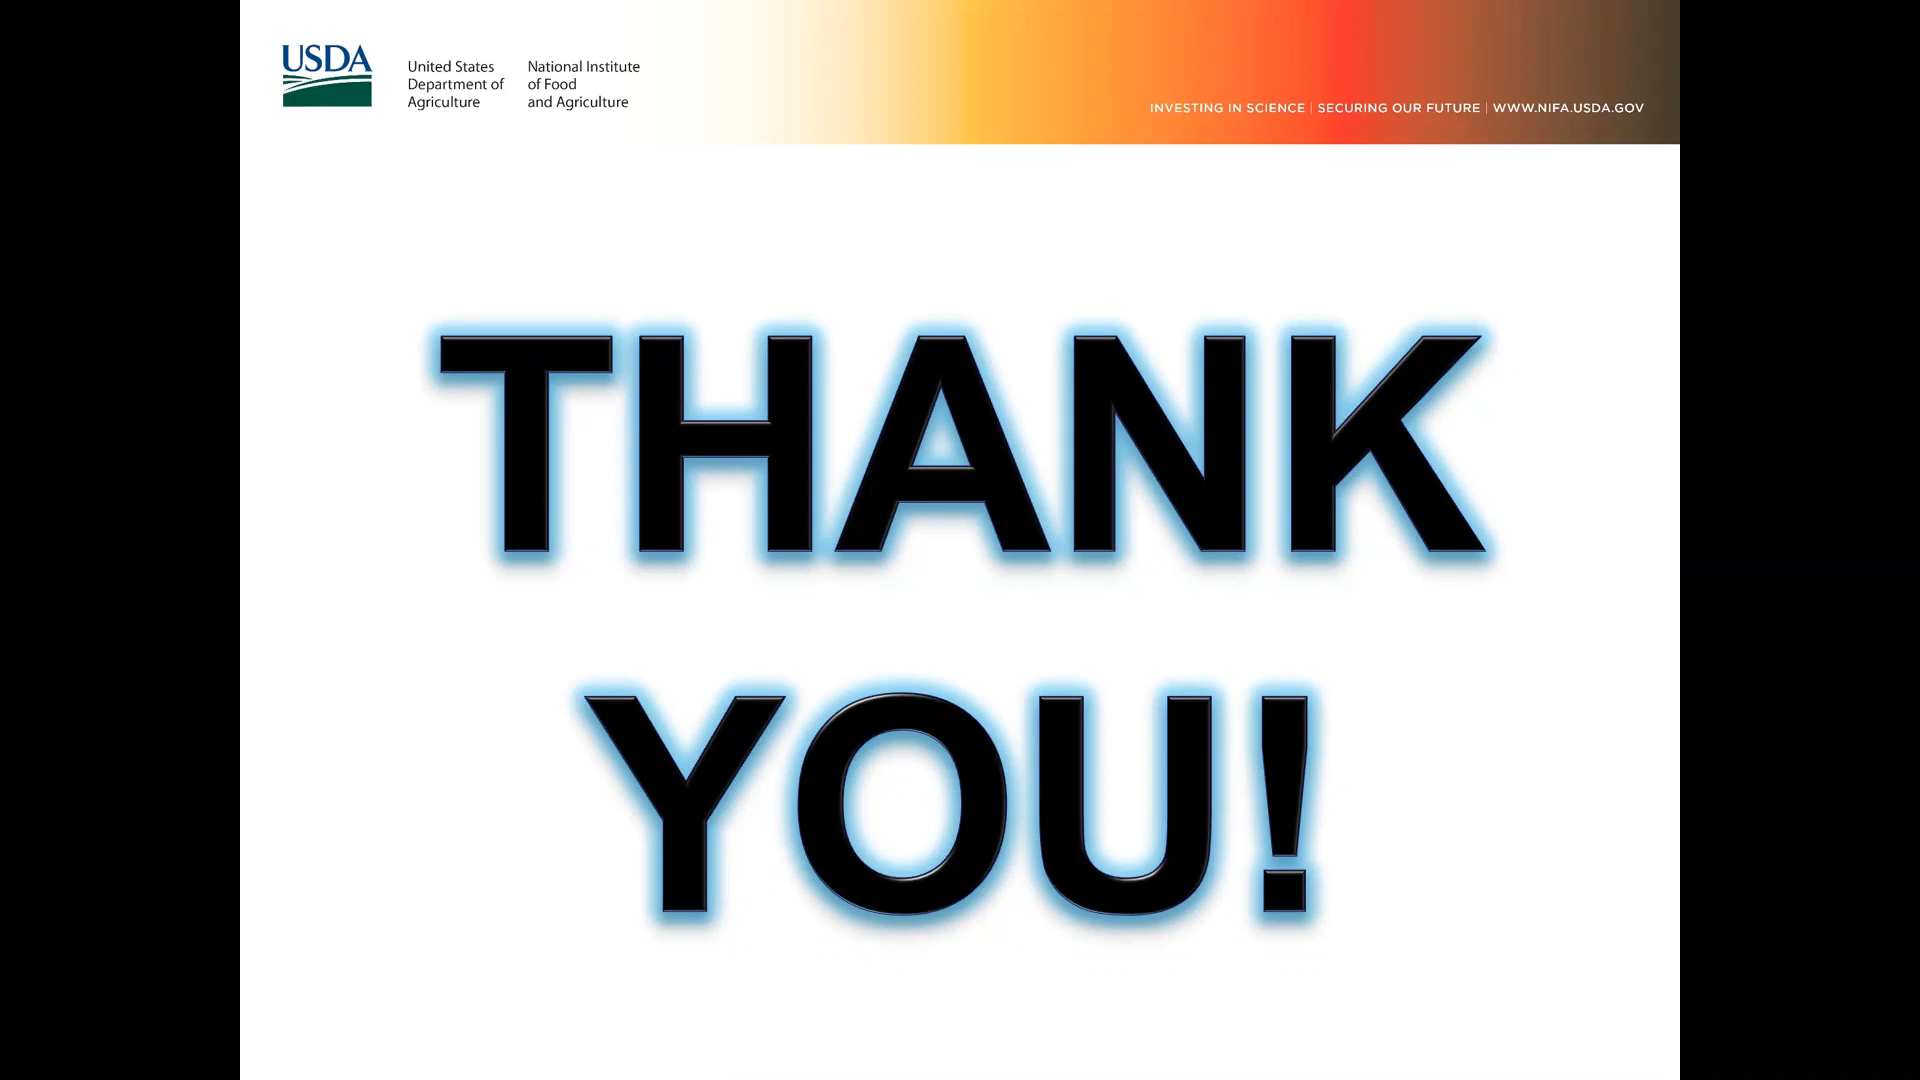 USDA
United States
Department of
Agriculture
National Institute
of Food
and Agriculture
INVESTING IN SCIENCE | SECURING OUR FUTURE | WWW.NIFA.USDA.GOV
THANK
YOU!